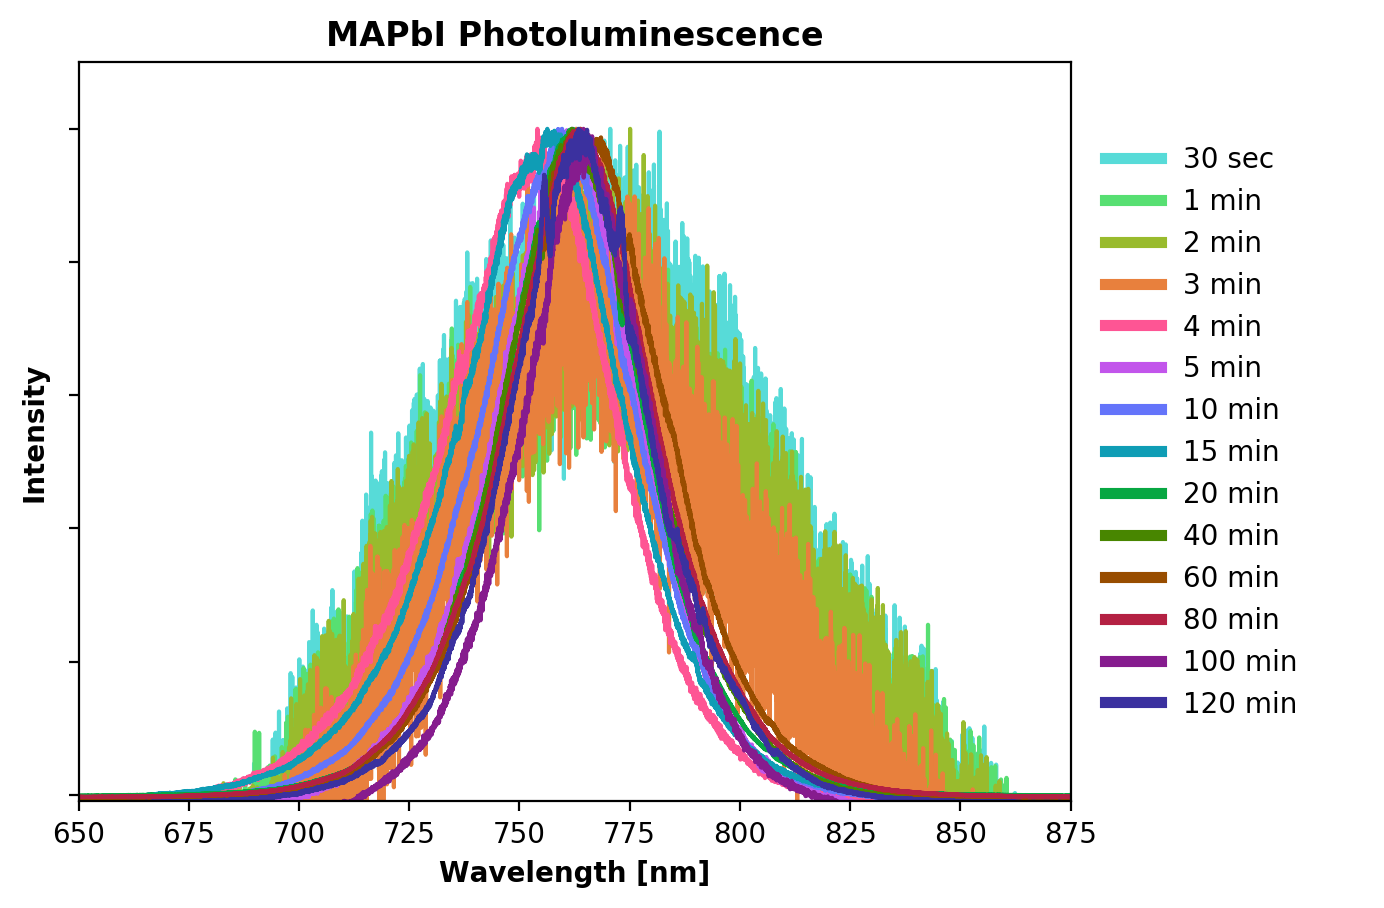 MAPbI Photoluminescence
Intensity
650 675 700 725 750 775 800 825 850 875
Wavelength [nm]
30 sec
1 min
2 min
3 min
4 min
5 min
10 min
15 min
20 min
40 min
60 min
80 min
100 min
120 min